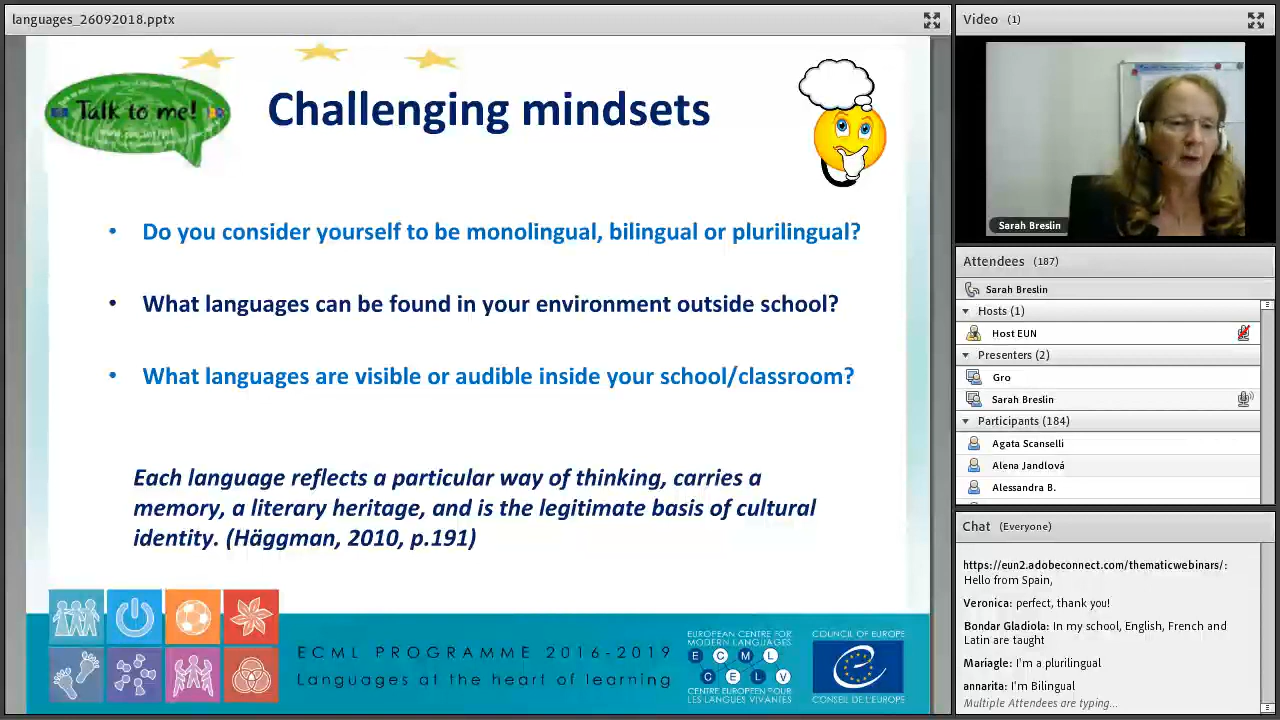 languages_26092018.pptx
Talk to me!
Challenging mindsets
• Do you consider yourself to be monolingual, bilingual or plurilingual?
• What languages can be found in your environment outside school?
• What languages are visible or audible inside your school/classroom?
Each language reflects a particular way of thinking, carries a
memory, a literary heritage, and is the legitimate basis of cultural
identity. (Häggman, 2010, p.191)
ECML PROGRAMME 2016-2019
Languages at the heart of learning
EUROPEAN CENTRE FOR
MODERN LANGUAGES
E C M L
C E L V
CENTRE EUROPEEN POUR
LES LANGUES VIVANTES
COUNCIL OF EUROPE
CONSEIL DE L'EUROPE
Video (1)
Sarah Breslin
Attendees (187)
Sarah Breslin
Hosts (1)
Host EUN
Presenters (2)
Gro
Sarah Breslin
Participants (184)
Agata Scanselli
Alena Jandlová
Alessandra B.
Chat (Everyone)
https://eun2.adobeconnect.com/thematicwebinars/:
Hello from Spain,
Veronica: perfect, thank you!
Bondar Gladiola: In my school, English, French and
Latin are taught
Mariagle: I'm a plurilingual
annarita: I'm Bilingual
Multiple Attendees are typing...